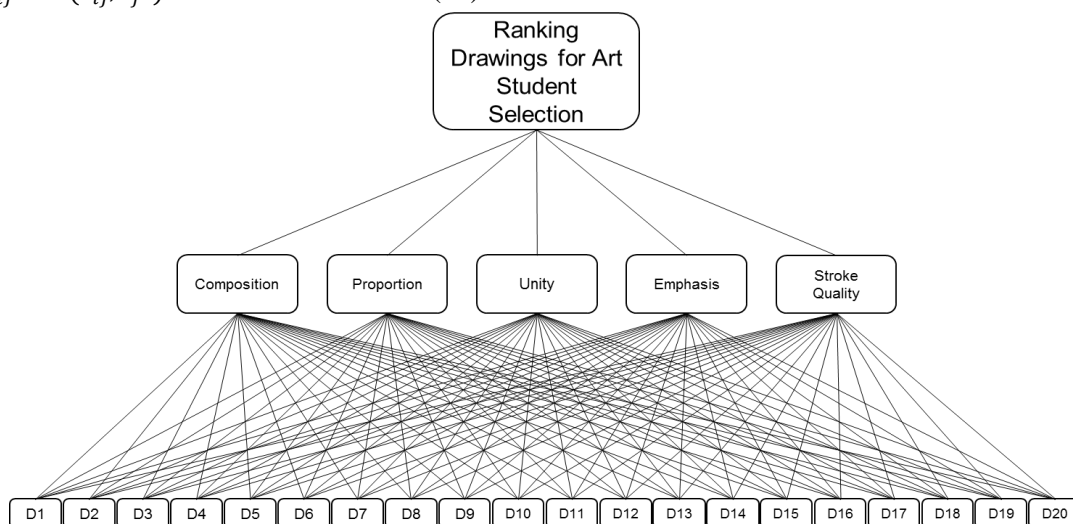 Ranking
Drawings for Art
Student
Selection
Composition
Proportion
Unity
Emphasis
Stroke
Quality
D1 D2 D3 D4 D5 D6 D7 D8 D9 D10 D11 D12 D13 D14 D15 D16 D17 D18 D19 D20